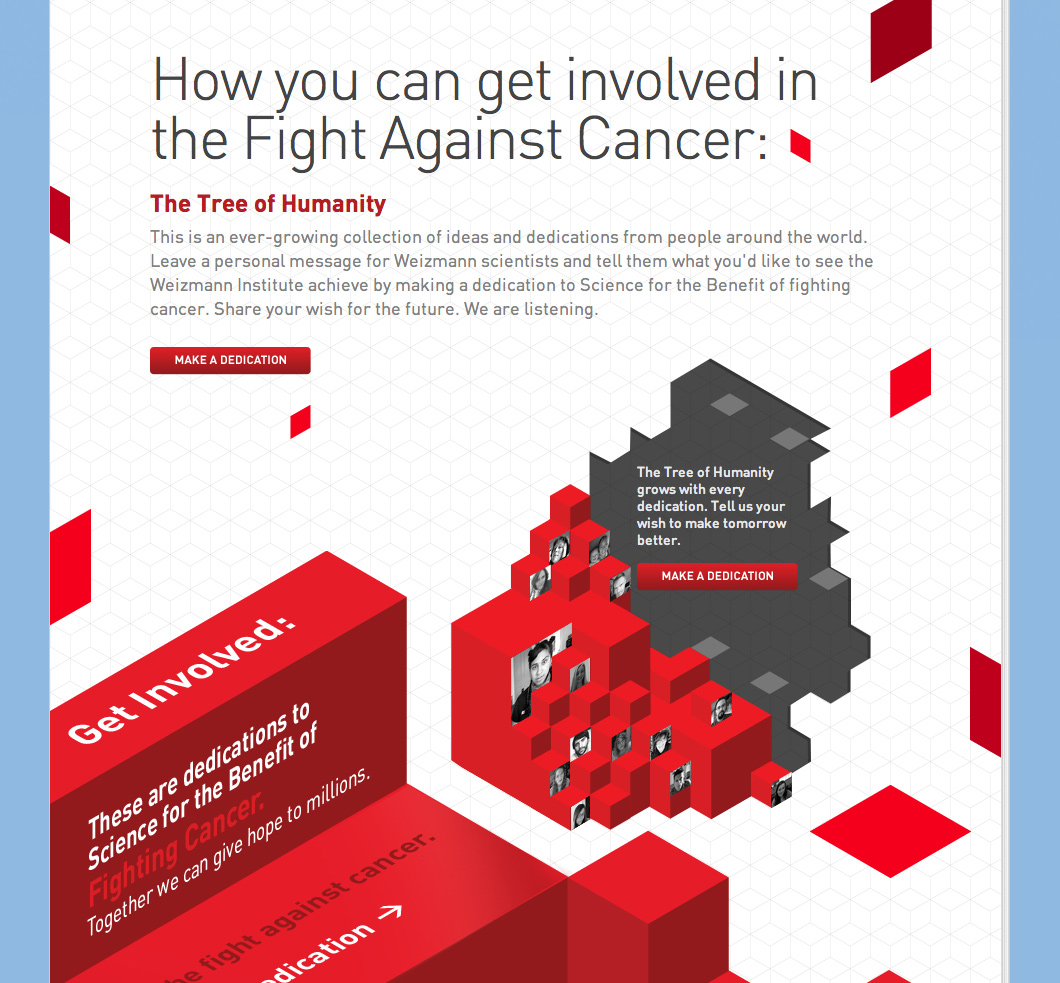 How you can get involved in
the Fight Against Cancer:
The Tree of Humanity
This is an ever-growing collection of ideas and dedications from people around the world.
Leave a personal message for Weizmann scientists and tell them what you'd like to see the
Weizmann Institute achieve by making a dedication to Science for the Benefit of fighting
cancer. Share your wish for the future. We are listening.
MAKE A DEDICATION
The Tree of Humanity
grows with every
dedication. Tell us your
wish to make tomorrow
better.
MAKE A DEDICATION
Get Involved:
These are dedications to
Science for the Benefit of
Fighting Cancer.
Together we can give hope to millions.
the fight against cancer.
edication →